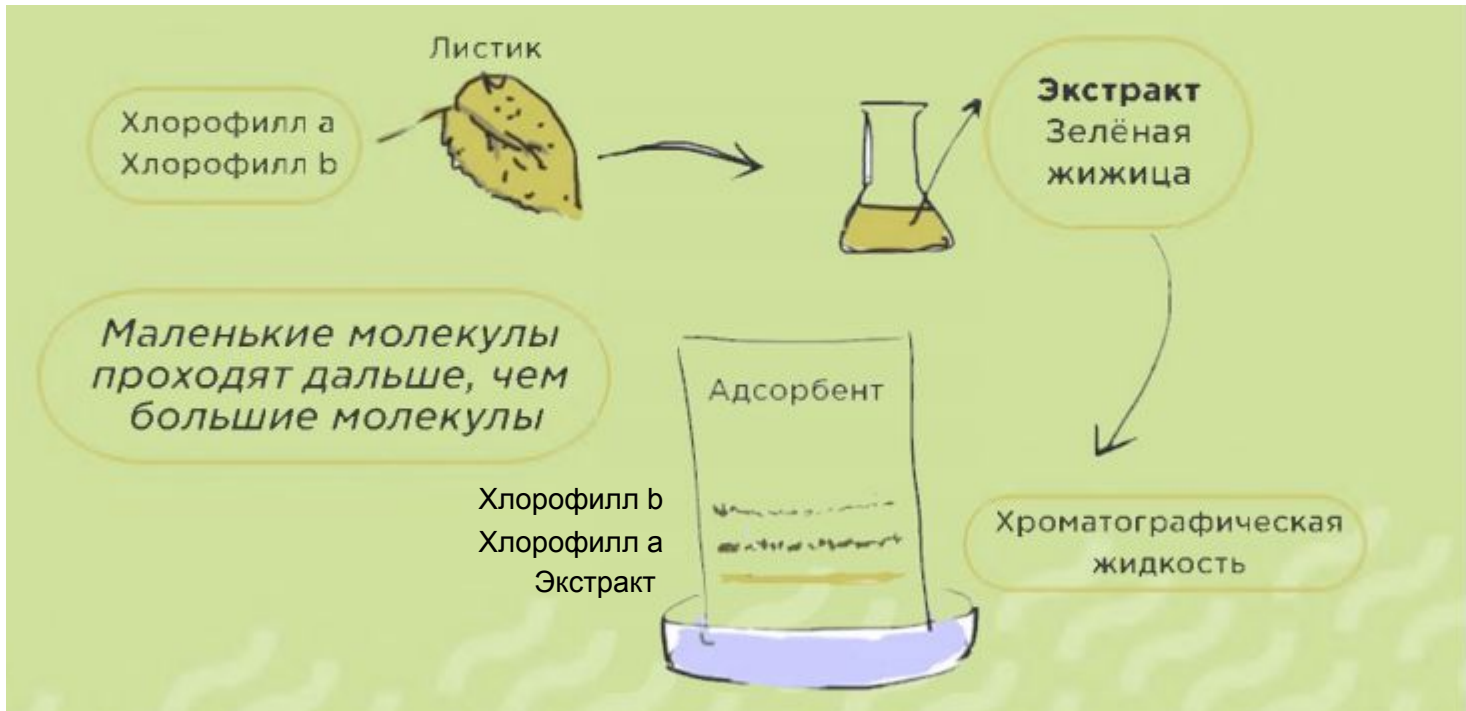 Листик
Хлорофилл a
Хлорофилл b
Экстракт
Зелёная
жижица
Маленькие молекулы
проходят дальше, чем
большие молекулы
Адсорбент
Хлорофилл b
Хлорофилл a
Экстракт
Хроматографическая
жидкость